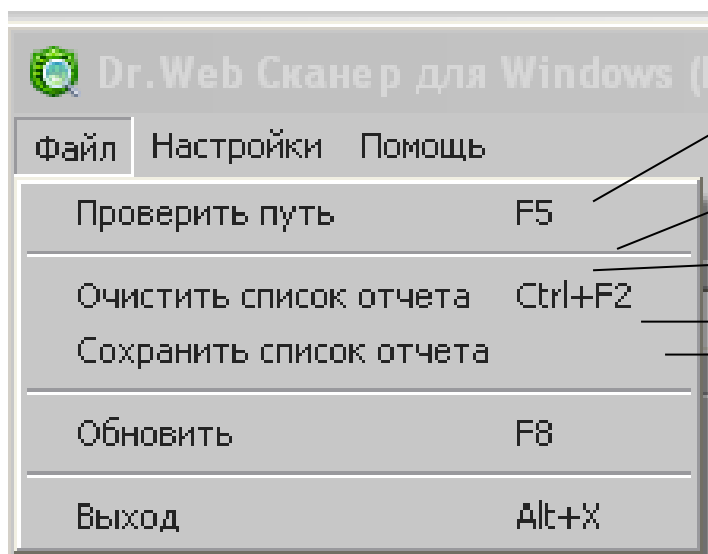 Dr.Web Сканер для Windows (
Файл Настройки Помощь
Проверить путь F5
Очистить список отчета Ctrl+F2
Сохранить список отчета
Обновить F8
Выход Alt+X